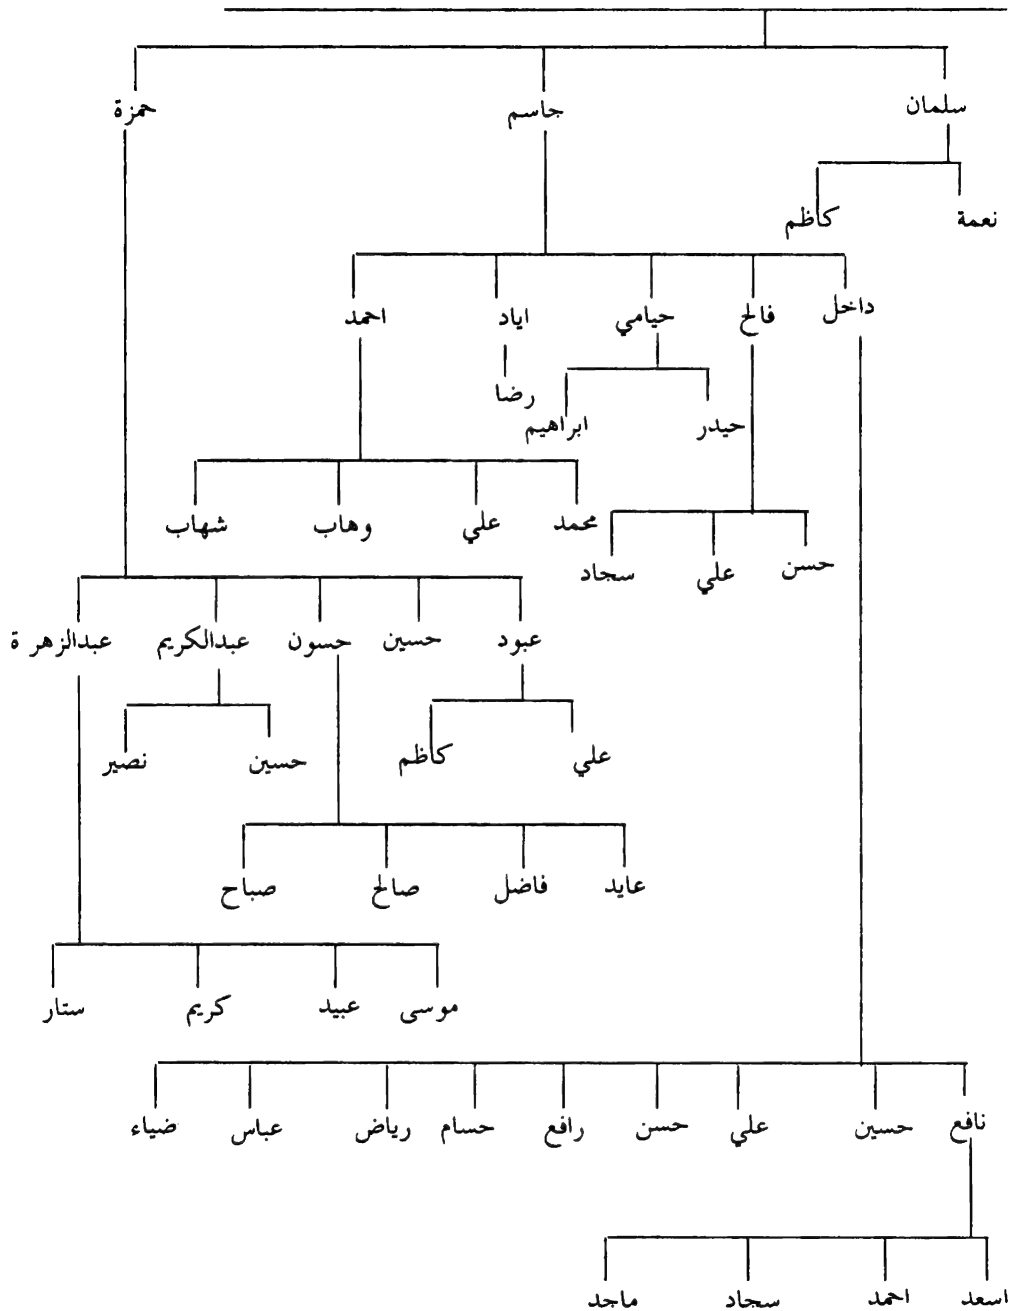 سلمان جاسم حمزة
نعمة كاظم
داخل فالح حيامي اياد احمد
رضا
حيدر ابراهيم
محمد علي وهاب شهاب
حسن علي سجاد
عبود حسين حسون عبدالكريم عبدالزهرة
علي كاظم حسين نصير
عايد فاضل صالح صباح
موسى عبيد كريم ستار
نافع حسين علي حسن رافع حسام رياض عباس ضياء
اسعد احمد سجاد ماجد